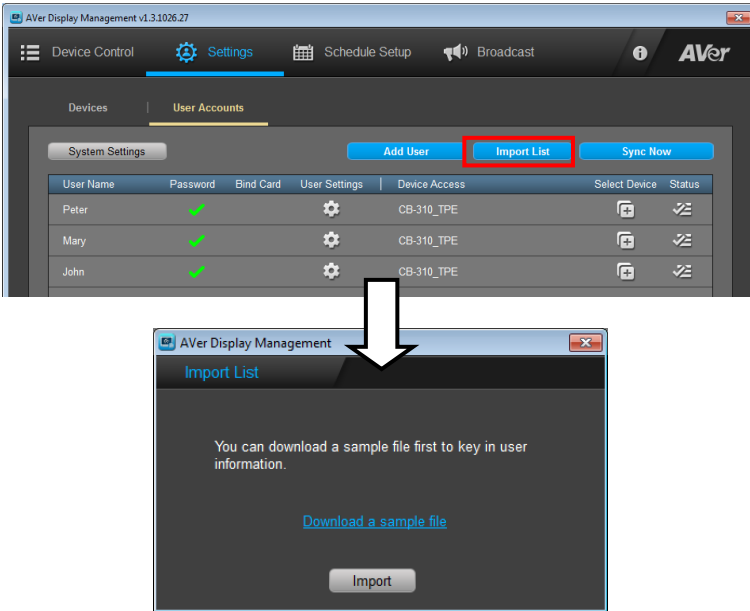 AVer Display Management v1.3.1026.27
Device Control Settings Schedule Setup Broadcast AVer
Devices | User Accounts
System Settings Add User Import List Sync Now
User Name Password Bind Card User Settings | Device Access Select Device Status
Peter CB-310_TPE
Mary CB-310_TPE
John CB-310_TPE
AVer Display Management
Import List
You can download a sample file first to key in user
information.
Download a sample file
Import